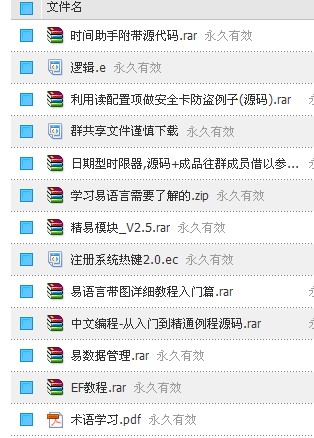 文件名
时间助手附带源代码.rar 永久有效
逻辑.e 永久有效
利用读配置项做安全卡防盗例子(源码).rar
群共享文件谨慎下载 永久有效
日期型时限器,源码+成品往群成员借以参...
学习易语言需要了解的.zip 永久有效
精易模块_V2.5.rar 永久有效
注册系统热键2.0.ec 永久有效
易语言带图详细教程入门篇.rar
中文编程-从入门到精通例程源码.rar
易数据管理.rar 永久有效
EF教程.rar 永久有效
术语学习.pdf 永久有效